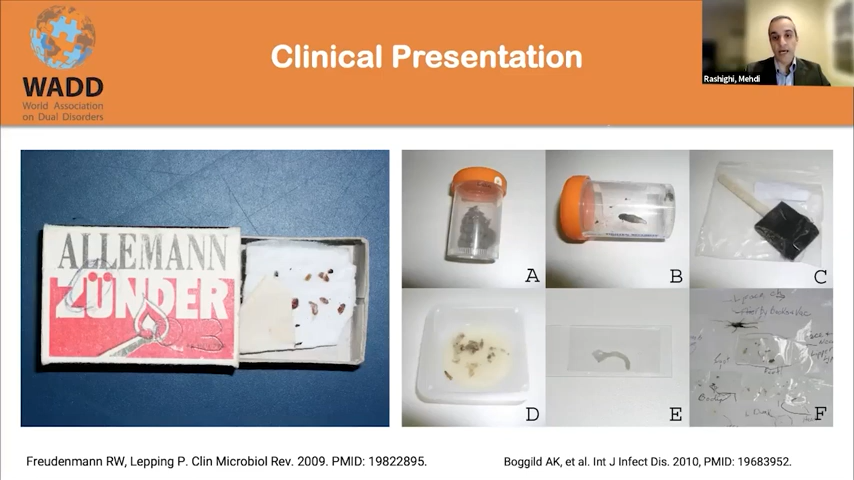 Clinical Presentation
WADD
World Association
on Dual Disorders
Rashighi, Mehdi
ALLEMANN
ZÜNDER
A
B
C
D
E
F
Freudenmann RW, Lepping P. Clin Microbiol Rev. 2009. PMID: 19822895.
Boggild AK, et al. Int J Infect Dis. 2010, PMID: 19683952.